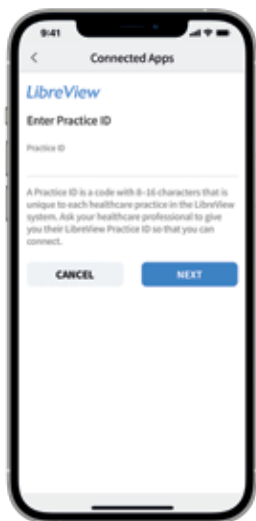 9:41
Connected Apps
LibreView
Enter Practice ID
Practice ID
A Practice ID is a code with 8-16 characters that is
unique to each healthcare practice in the LibreView
system. Ask your healthcare professional to give
you their LibreView Practice ID so that you can
connect.
CANCEL
NEXT